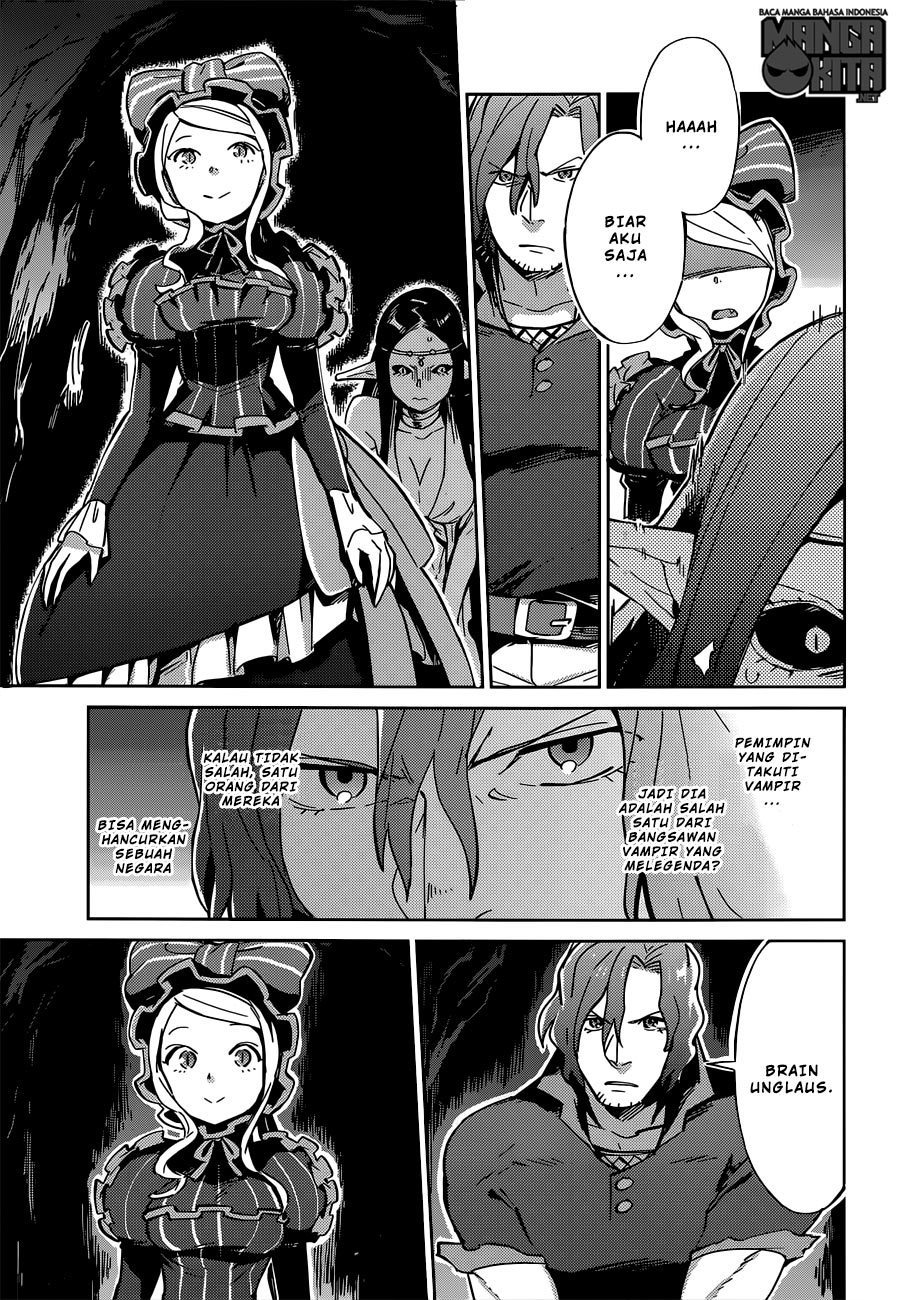 BACA MANGA BAHASA INDONESIA
MANGA
KITA
.NET
HAAAH
...
BIAR
AKU
SAJA
...
PEMIMPIN
YANG DI-
TAKUTI
VAMPIR
...
JADI DIA
ADALAH SALAH
SATU DARI
BANGSAWAN
VAMPIR YANG
MELEGENDA?
KALAU TIDAK
SALAH, SATU
ORANG DARI
MEREKA
BISA MENG-
HANCURKAN
SEBUAH
NEGARA
BRAIN
UNGLAUS.